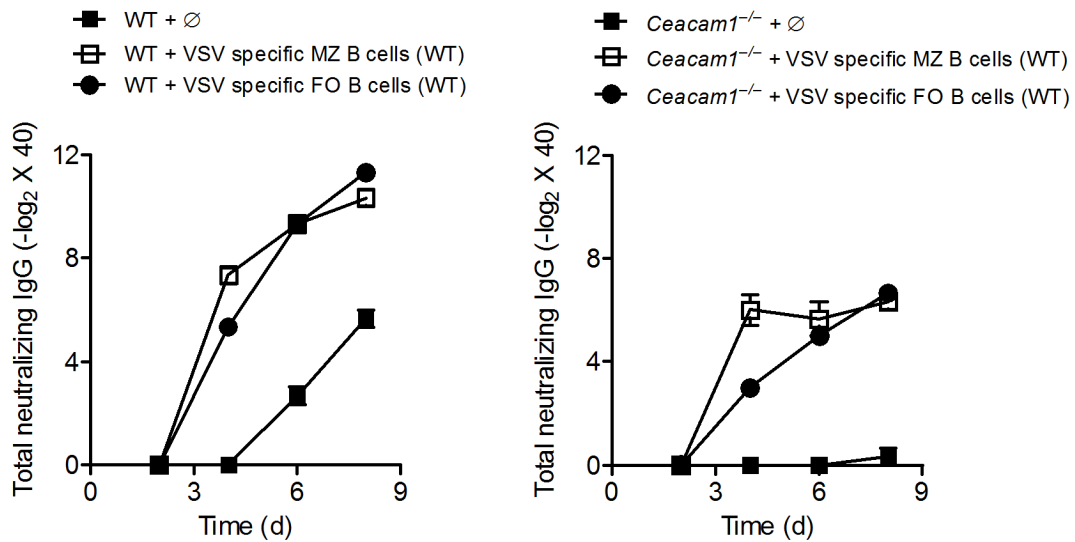 WT + ∅
WT + VSV specific MZ B cells (WT)
WT + VSV specific FO B cells (WT)
Total neutralizing IgG (-log₂ X 40)
12
8
4
0
0
3
6
9
Time (d)
Ceacam1⁻/⁻ + ∅
Ceacam1⁻/⁻ + VSV specific MZ B cells (WT)
Ceacam1⁻/⁻ + VSV specific FO B cells (WT)
Total neutralizing IgG (-log₂ X 40)
12
8
4
0
0
3
6
9
Time (d)